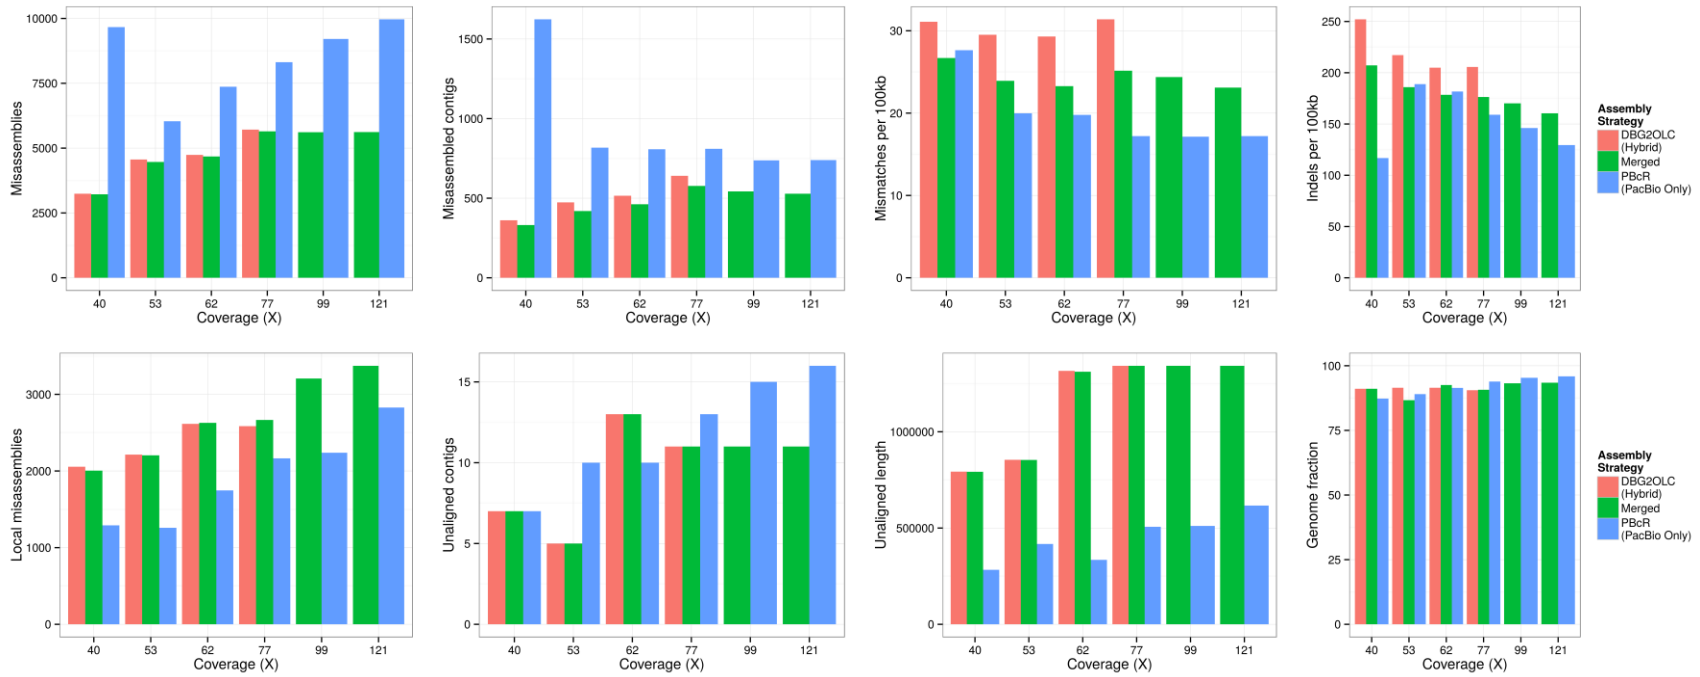 Misassemblies
10000
7500
5000
2500
0
40 53 62 77 99 121
Coverage (X)
Misassembled contigs
1500
1000
500
0
40 53 62 77 99 121
Coverage (X)
Mismatches per 100kb
30
20
10
0
40 53 62 77 99 121
Coverage (X)
Indels per 100kb
250
200
150
100
50
0
40 53 62 77 99 121
Coverage (X)
Assembly
Strategy
DBG2OLC
(Hybrid)
Merged
PBcR
(PacBio Only)
Local misassemblies
3000
2000
1000
0
40 53 62 77 99 121
Coverage (X)
Unaligned contigs
15
10
5
0
40 53 62 77 99 121
Coverage (X)
Unaligned length
1000000
500000
0
40 53 62 77 99 121
Coverage (X)
Genome fraction
100
75
50
25
0
40 53 62 77 99 121
Coverage (X)
Assembly
Strategy
DBG2OLC
(Hybrid)
Merged
PBcR
(PacBio Only)